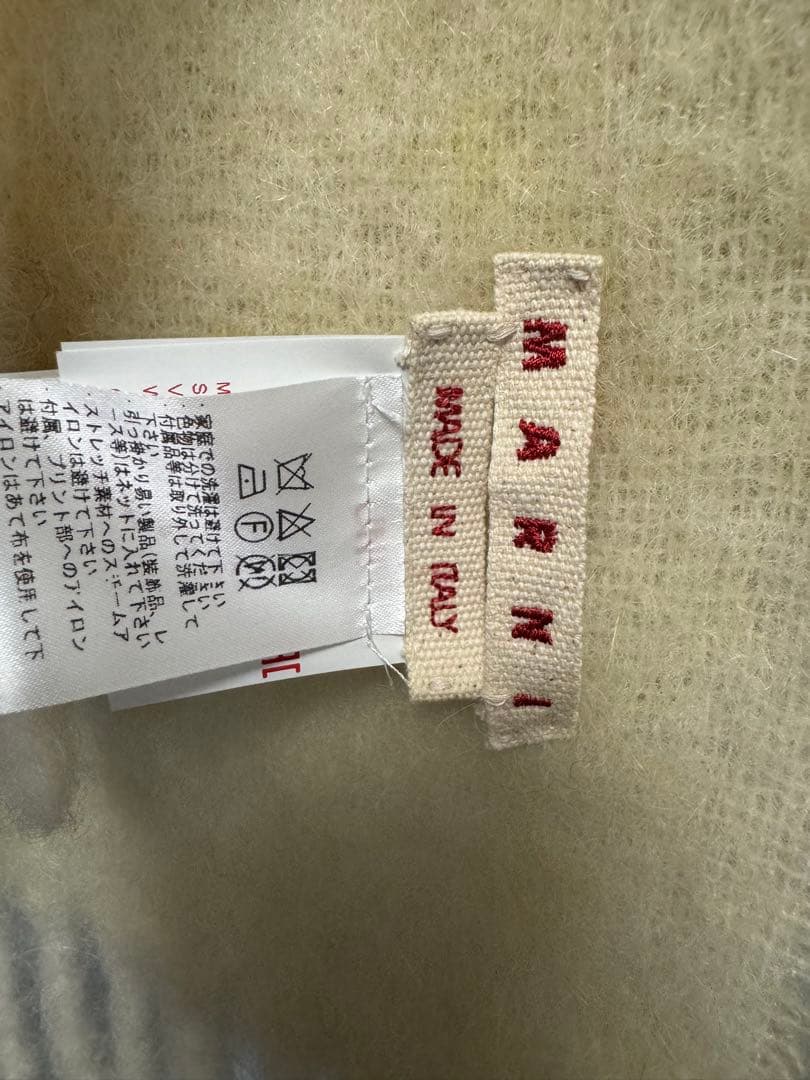 MARNI
MADE IN ITALY
F
家庭での洗濯は避けて下さい
色物は分けて洗ってください
付属品等は取り外して洗濯して
下さい
引っ掛かり易い製品(装飾品、レ
ース等)はネットに入れて下さい
ストレッチ素材へのスチームア
イロンは避けて下さい
付属、プリント部へのアイロン
は避けて下さい
アイロンはあて布を使用して下
M
S
V
V